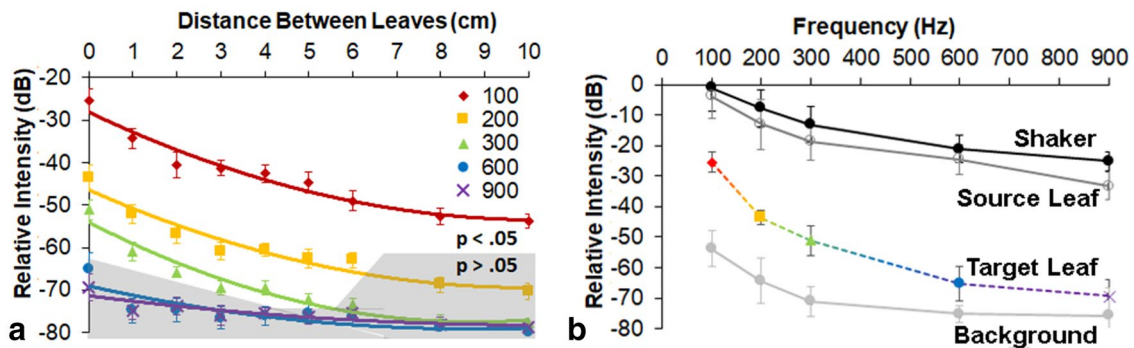 Distance Between Leaves (cm)
0 1 2 3 4 5 6 7 8 9 10
Relative Intensity (dB)
-20
-30
-40
-50
-60
-70
-80
100
200
300
600
900
p < .05
p > .05
a
Frequency (Hz)
0 100 200 300 400 500 600 700 800 900
Relative Intensity (dB)
0
-10
-20
-30
-40
-50
-60
-70
-80
Shaker
Source Leaf
Target Leaf
Background
b